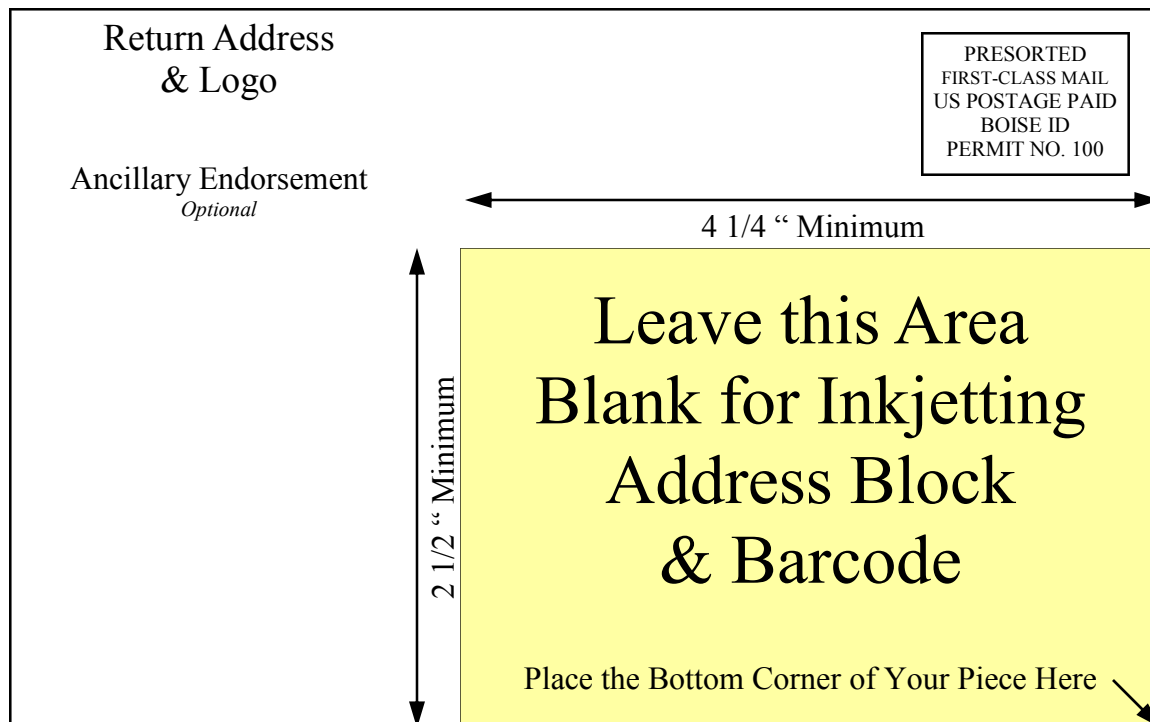 Return Address
& Logo
PRESORTED
FIRST-CLASS MAIL
US POSTAGE PAID
BOISE ID
PERMIT NO. 100
Ancillary Endorsement
Optional
4 1/4 “ Minimum
2 1/2 “ Minimum
Leave this Area
Blank for Inkjetting
Address Block
& Barcode
Place the Bottom Corner of Your Piece Here